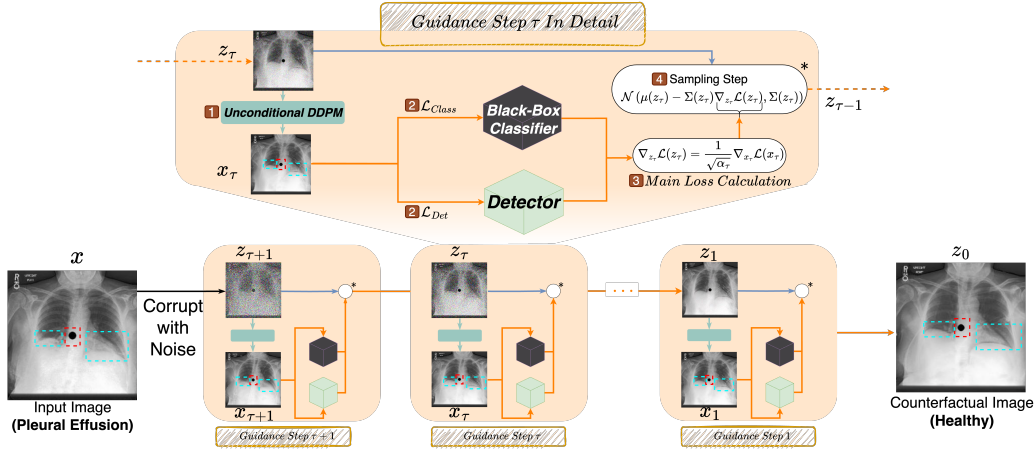 Guidance Step τ In Detail
z_τ
1 Unconditional DDPM
x_τ
2 ℒ_Class
Black-Box
Classifier
2 ℒ_Det
Detector
4 Sampling Step
*
𝒩(μ(z_τ) − Σ(z_τ)∇_{z_τ}ℒ(z_τ), Σ(z_τ))
∇_{z_τ}ℒ(z_τ) = 1/√α_τ ∇_{x_τ}ℒ(x_τ)
3 Main Loss Calculation
z_{τ−1}
x
Input Image
(Pleural Effusion)
Corrupt
with
Noise
z_{τ+1}
*
x_{τ+1}
Guidance Step τ + 1
z_τ
*
x_τ
Guidance Step τ
...
z_1
*
x_1
Guidance Step 1
z_0
Counterfactual Image
(Healthy)